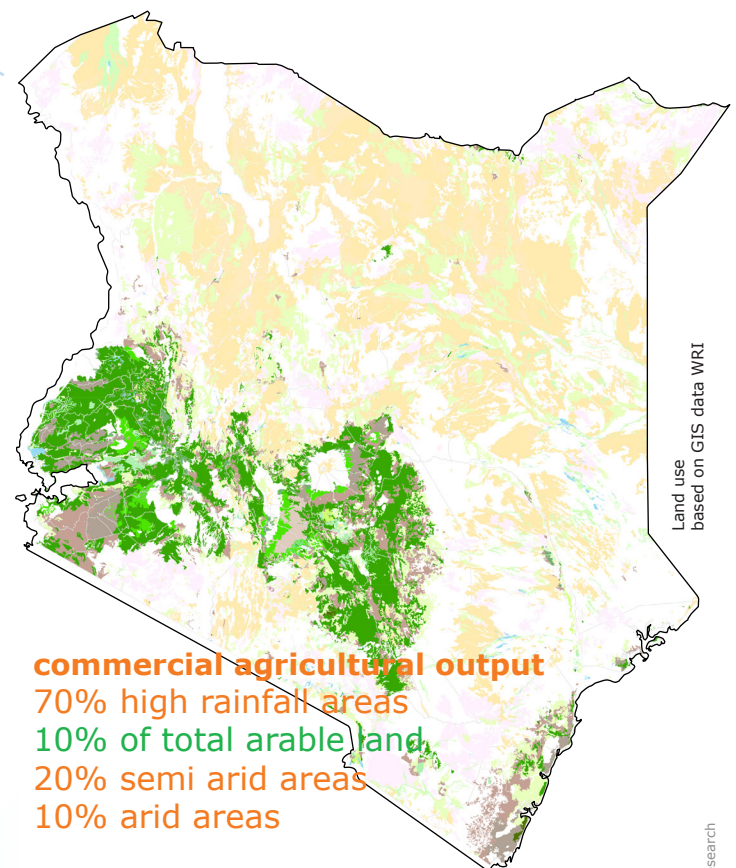 Land use
based on GIS data WRI
commercial agricultural output
70% high rainfall areas
10% of total arable land
20% semi arid areas
10% arid areas
search